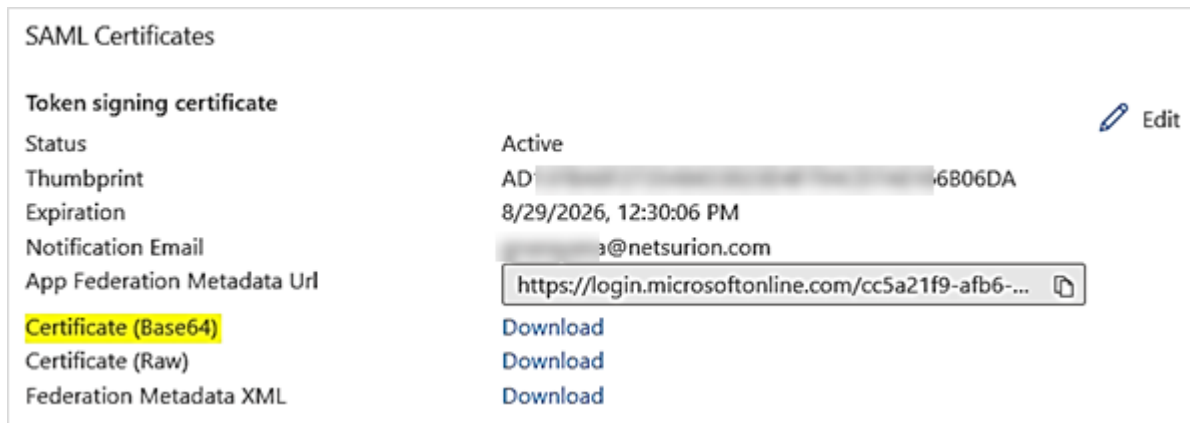 SAML Certificates
Token signing certificate
Edit
Status Active
Thumbprint AD 6B06DA
Expiration 8/29/2026, 12:30:06 PM
Notification Email a@netsurion.com
App Federation Metadata Url https://login.microsoftonline.com/cc5a21f9-afb6-...
Certificate (Base64) Download
Certificate (Raw) Download
Federation Metadata XML Download